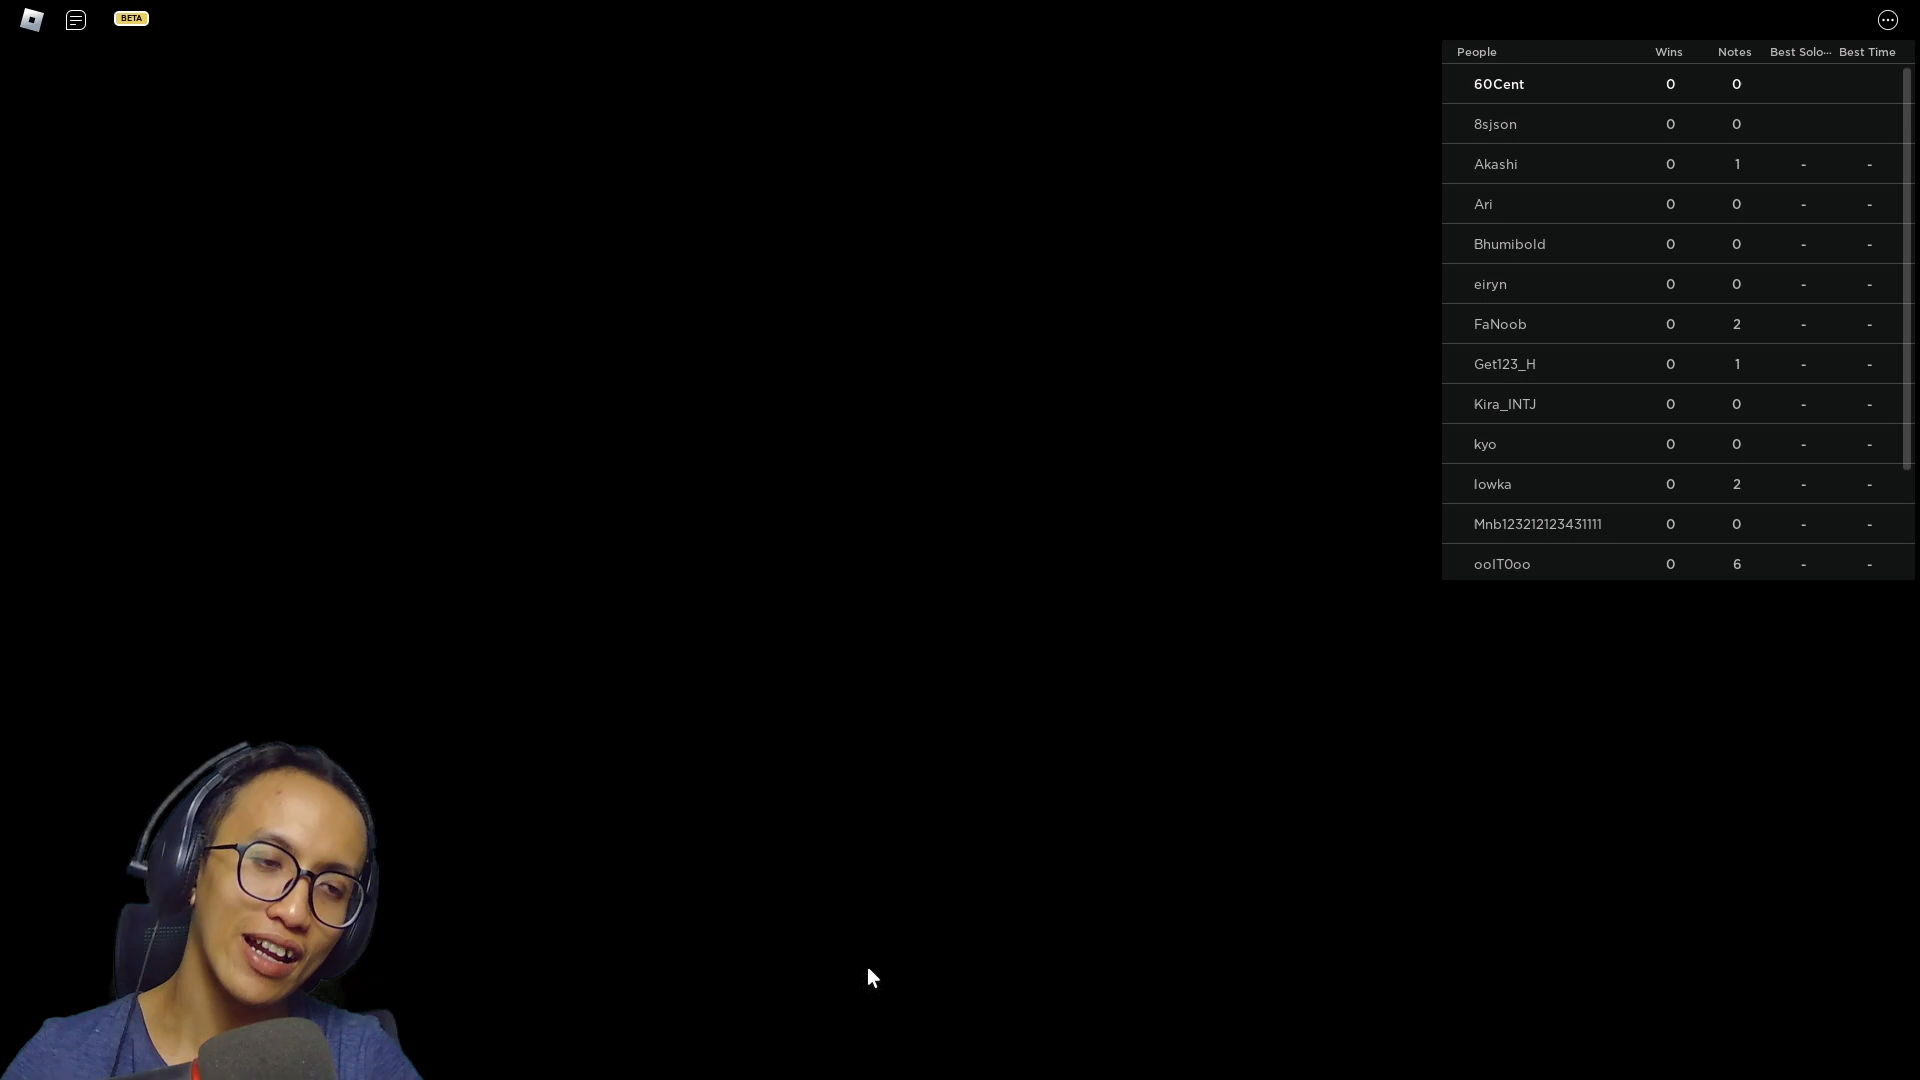 BETA
People Wins Notes Best Solo... Best Time
60Cent 0 0
8sjson 0 0
Akashi 0 1 - -
Ari 0 0 - -
Bhumibold 0 0 - -
eiryn 0 0 - -
FaNoob 0 2 - -
Get123_H 0 1 - -
Kira_INTJ 0 0 - -
kyo 0 0 - -
lowka 0 2 - -
Mnb123212123431111 0 0 - -
ooIT0oo 0 6 - -